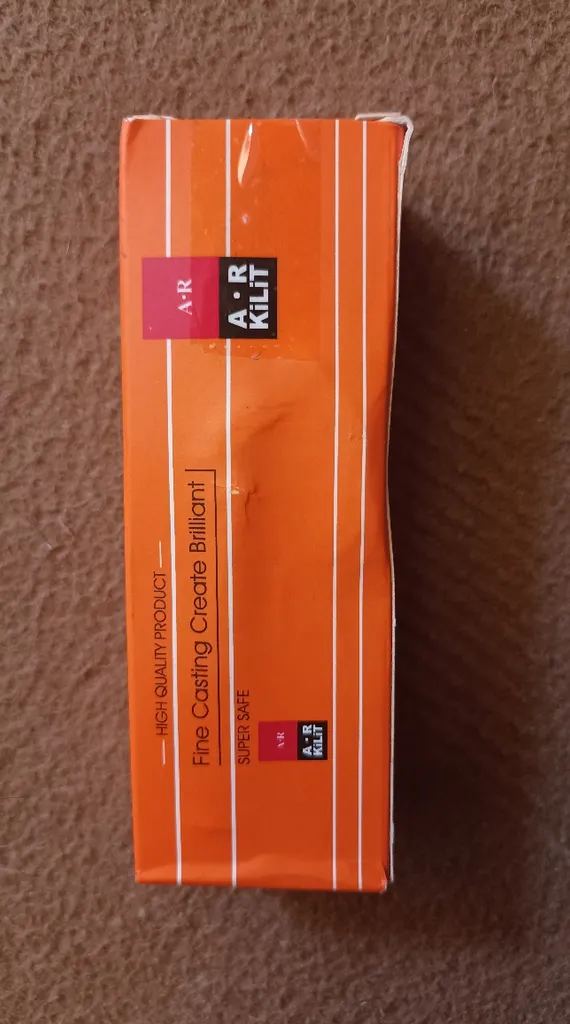 A·R
A·R
KiLiT
— HIGH QUALITY PRODUCT —
Fine Casting Create Brilliant
SUPER SAFE
A·R
A·R
KiLiT